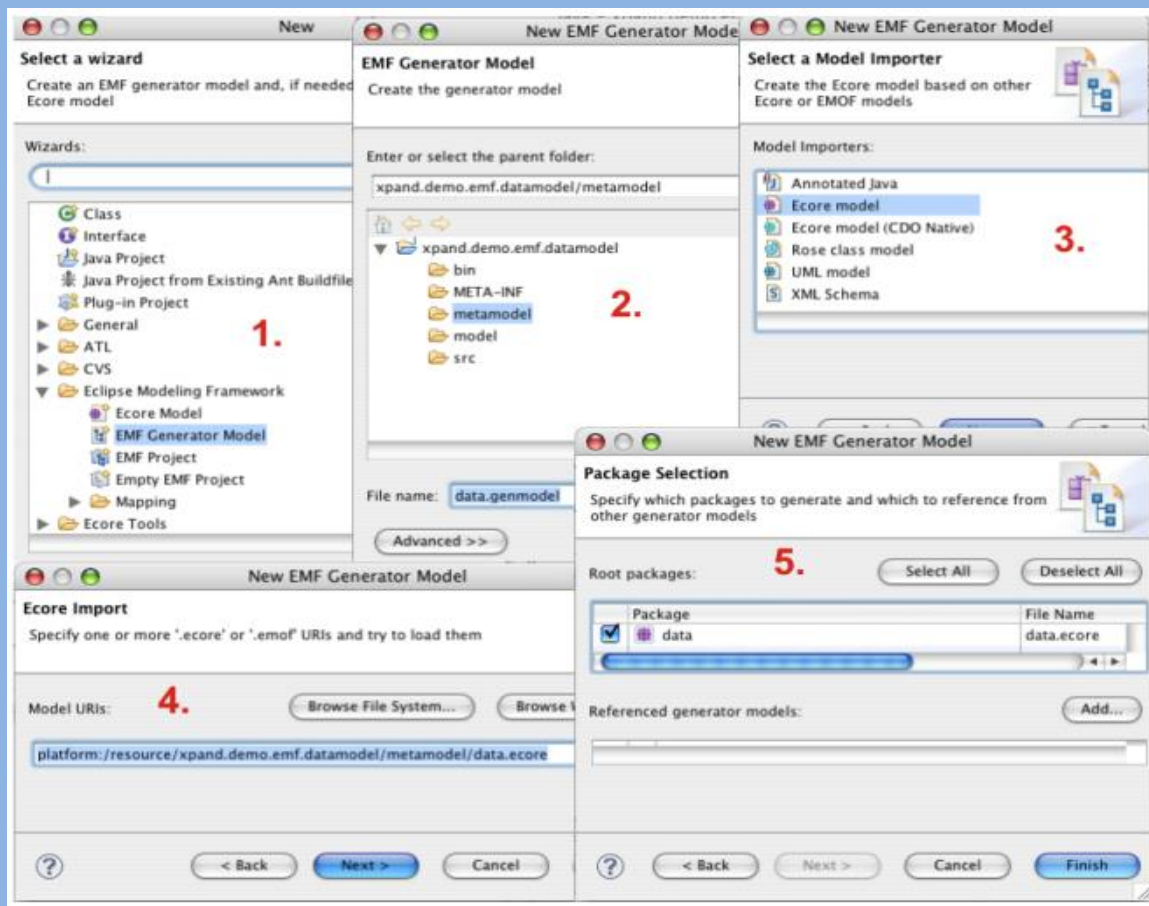 New
Select a wizard
Create an EMF generator model and, if needed
Ecore model
Wizards:
Class
Interface
Java Project
Java Project from Existing Ant Buildfile
Plug-in Project
General
ATL
CVS
Eclipse Modeling Framework
Ecore Model
EMF Generator Model
EMF Project
Empty EMF Project
Mapping
Ecore Tools
1.
New EMF Generator Mode
EMF Generator Model
Create the generator model
Enter or select the parent folder:
xpand.demo.emf.datamodel/metamodel
xpand.demo.emf.datamodel
bin
META-INF
metamodel
model
src
2.
File name: data.genmodel
Advanced >>
New EMF Generator Model
Select a Model Importer
Create the Ecore model based on other
Ecore or EMOF models
Model Importers:
Annotated Java
Ecore model
Ecore model (CDO Native)
Rose class model
UML model
XML Schema
3.
New EMF Generator Model
Ecore Import
Specify one or more '.ecore' or '.emof' URIs and try to load them
Model URIs:
4.
Browse File System...
Browse
platform:/resource/xpand.demo.emf.datamodel/metamodel/data.ecore
? < Back Next > Cancel
New EMF Generator Model
Package Selection
Specify which packages to generate and which to reference from
other generator models
Root packages:
5.
Select All Deselect All
Package File Name
data data.ecore
Referenced generator models:
Add...
? < Back Next > Cancel Finish